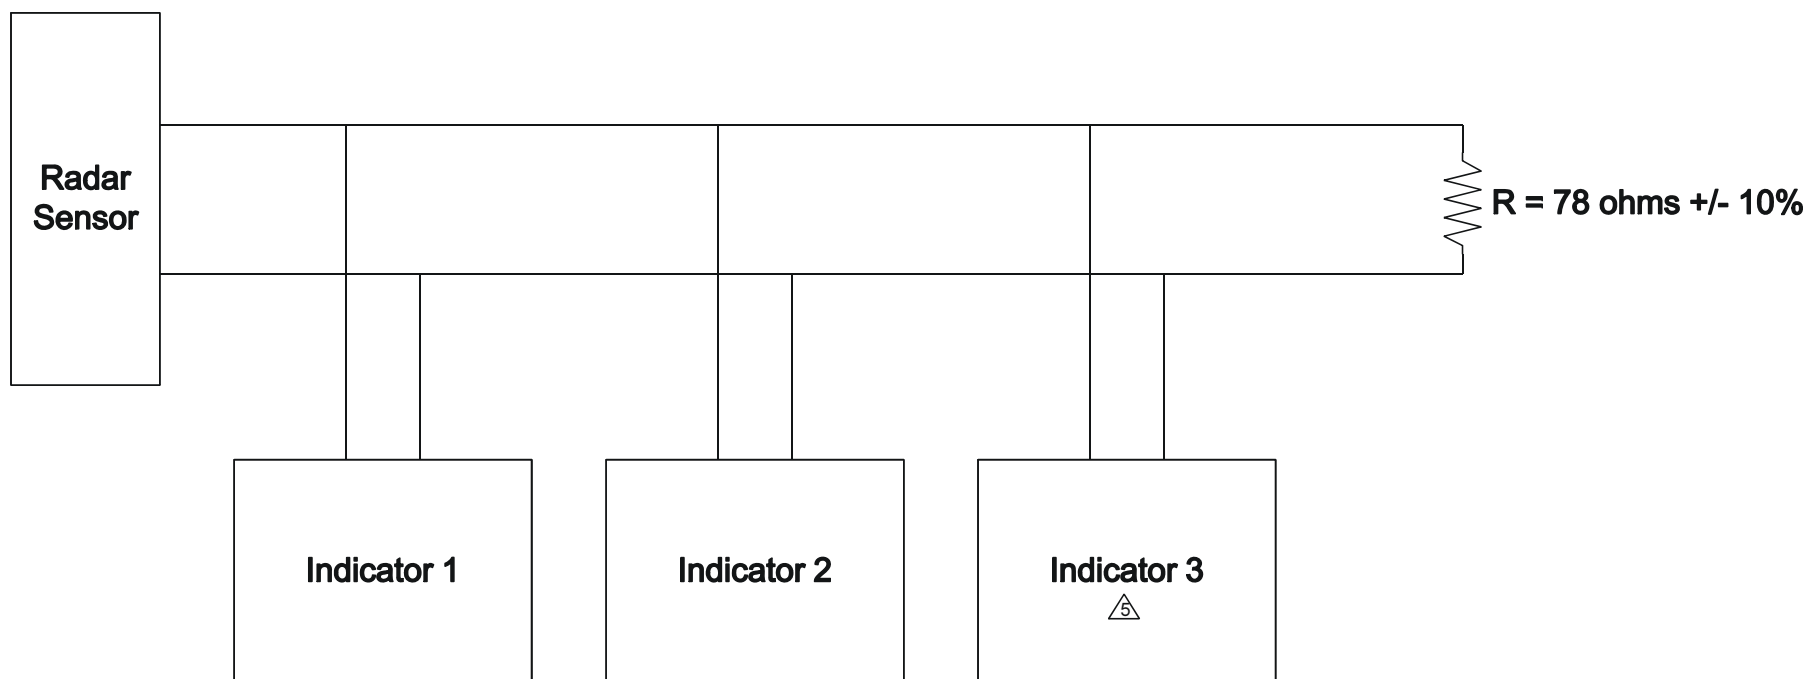 Radar
Sensor
R = 78 ohms +/- 10%
Indicator 1
Indicator 2
Indicator 3
5